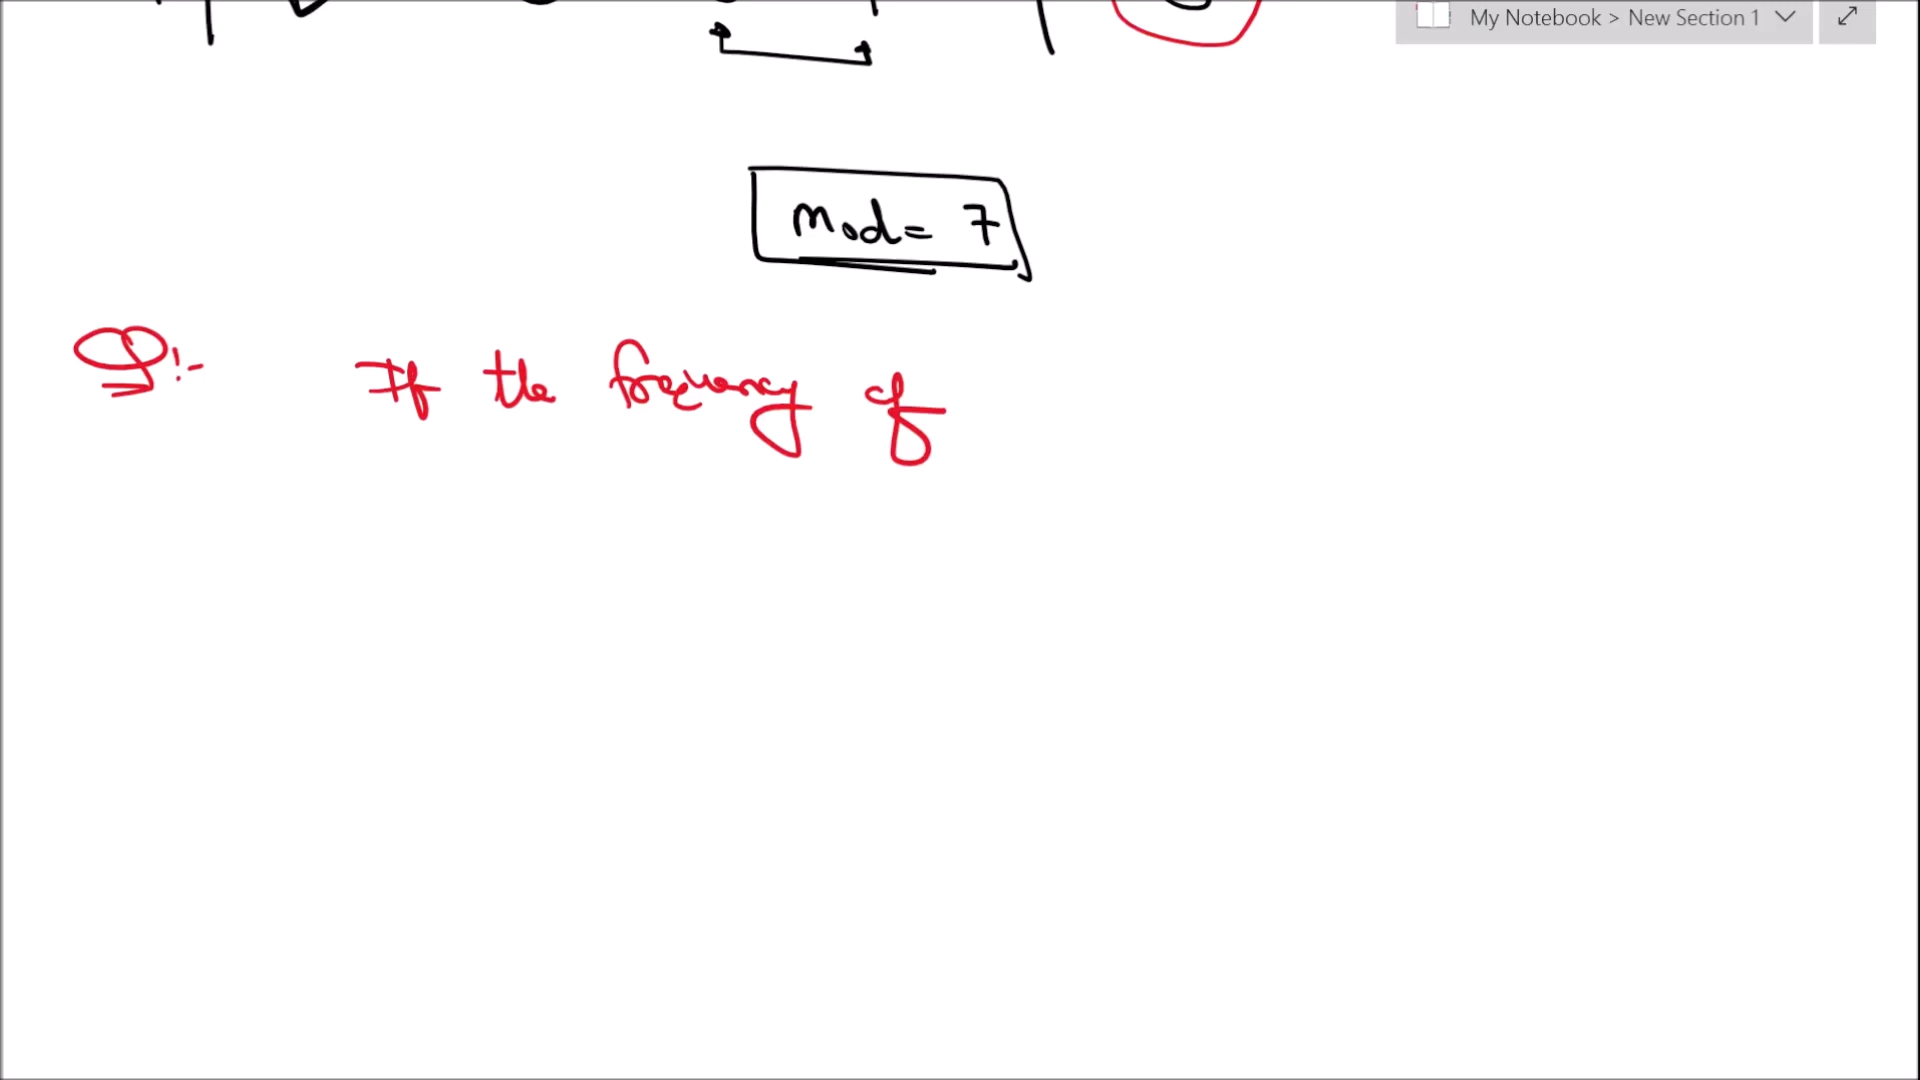 My Notebook > New Section 1
Mod= 7
Q:- If the frequency of